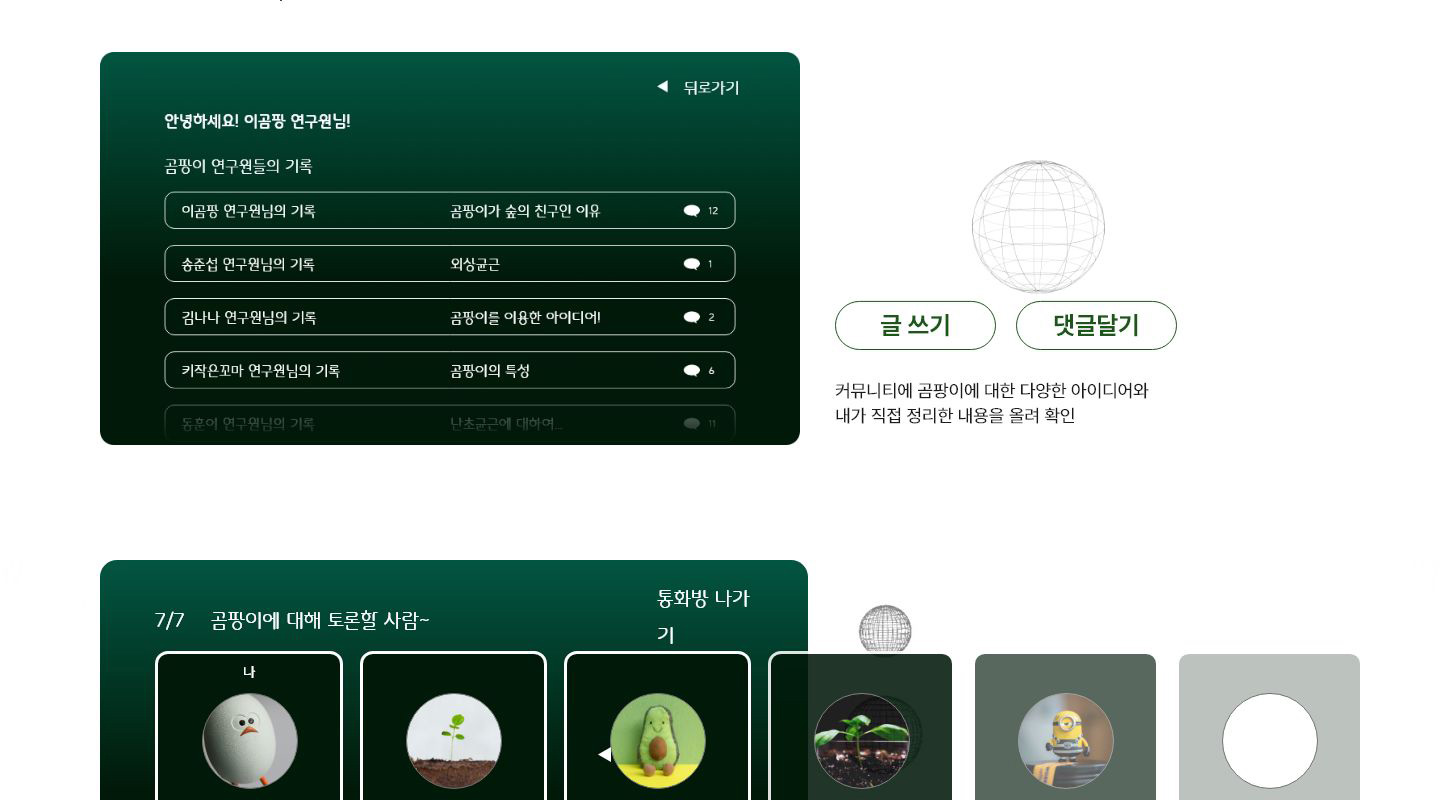 뒤로가기
안녕하세요! 이곰팡 연구원님!
곰팡이 연구원들의 기록
이곰팡 연구원님의 기록 곰팡이가 숲의 친구인 이유 12
송준섭 연구원님의 기록 외생균근 1
김나나 연구원님의 기록 곰팡이를 이용한 아이디어! 2
키작은꼬마 연구원님의 기록 곰팡이의 특성 6
동훈이 연구원님의 기록 난초균근에 대하여... 11
글 쓰기 댓글달기
커뮤니티에 곰팡이에 대한 다양한 아이디어와
내가 직접 정리한 내용을 올려 확인
7/7 곰팡이에 대해 토론할 사람~
통화방 나가
기
나